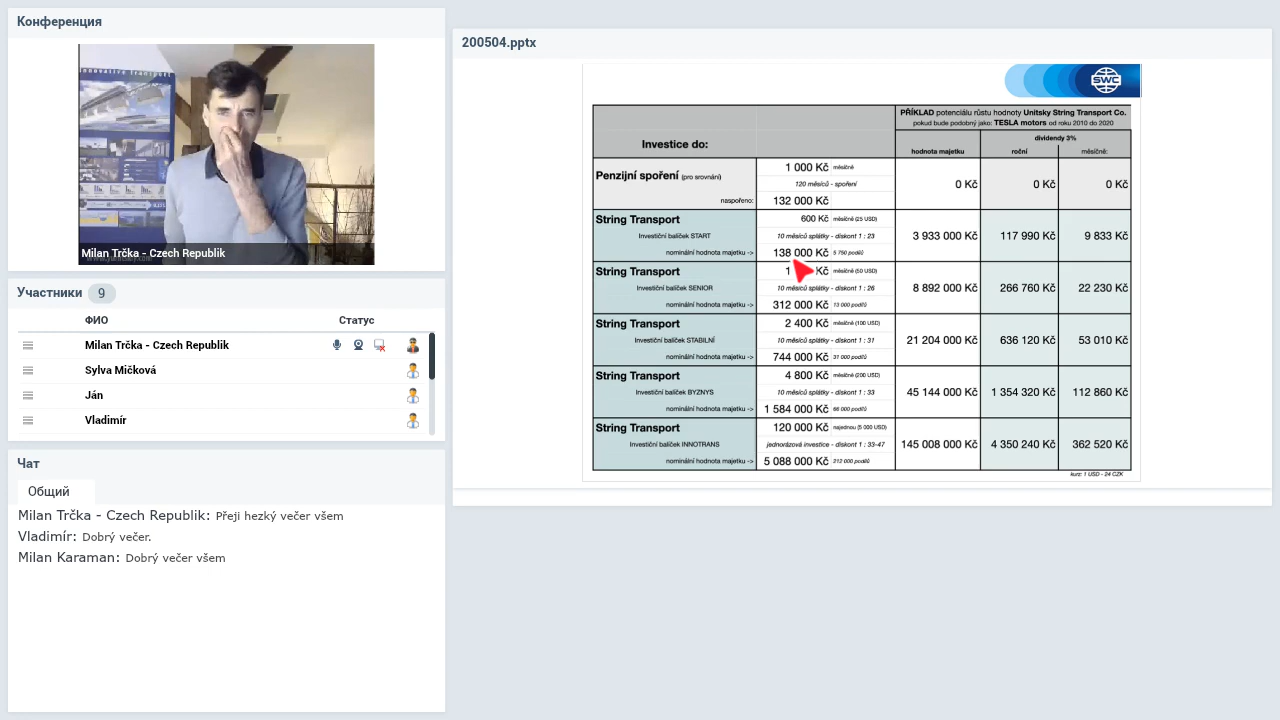 Конференция
Innovative Transport
Milan Trčka - Czech Republik
Участники 9
ФИО Статус
Milan Trčka - Czech Republik
Sylva Mičková
Ján
Vladimír
Чат
Общий
Milan Trčka - Czech Republik: Přeji hezký večer všem
Vladimír: Dobrý večer.
Milan Karaman: Dobrý večer všem
200504.pptx
SWC
PŘÍKLAD potenciálu růstu hodnoty Unitsky String Transport Co.
pokud bude podobný jako: TESLA motors od roku 2010 do 2020
Investice do:
dividendy 3%
hodnota majetku roční měsíčně:
Penzijní spoření (pro srovnání) 1 000 Kč měsíčně
120 měsíců - spoření 0 Kč 0 Kč 0 Kč
naspořeno: 132 000 Kč
String Transport 600 Kč měsíčně (25 USD)
Investiční balíček START 10 měsíců splátky - diskont 1 : 23 3 933 000 Kč 117 990 Kč 9 833 Kč
nominální hodnota majetku -> 138 000 Kč 5 750 podílů
String Transport 1 Kč měsíčně (50 USD)
Investiční balíček SENIOR 10 měsíců splátky - diskont 1 : 26 8 892 000 Kč 266 760 Kč 22 230 Kč
nominální hodnota majetku -> 312 000 Kč 13 000 podílů
String Transport 2 400 Kč měsíčně (100 USD)
Investiční balíček STABILNÍ 10 měsíců splátky - diskont 1 : 31 21 204 000 Kč 636 120 Kč 53 010 Kč
nominální hodnota majetku -> 744 000 Kč 31 000 podílů
String Transport 4 800 Kč měsíčně (200 USD)
Investiční balíček BYZNYS 10 měsíců splátky - diskont 1 : 33 45 144 000 Kč 1 354 320 Kč 112 860 Kč
nominální hodnota majetku -> 1 584 000 Kč 66 000 podílů
String Transport 120 000 Kč najednou (5 000 USD)
Investiční balíček INNOTRANS jednorázová investice - diskont 1 : 33-47 145 008 000 Kč 4 350 240 Kč 362 520 Kč
nominální hodnota majetku -> 5 088 000 Kč 212 000 podílů
kurz: 1 USD - 24 CZK